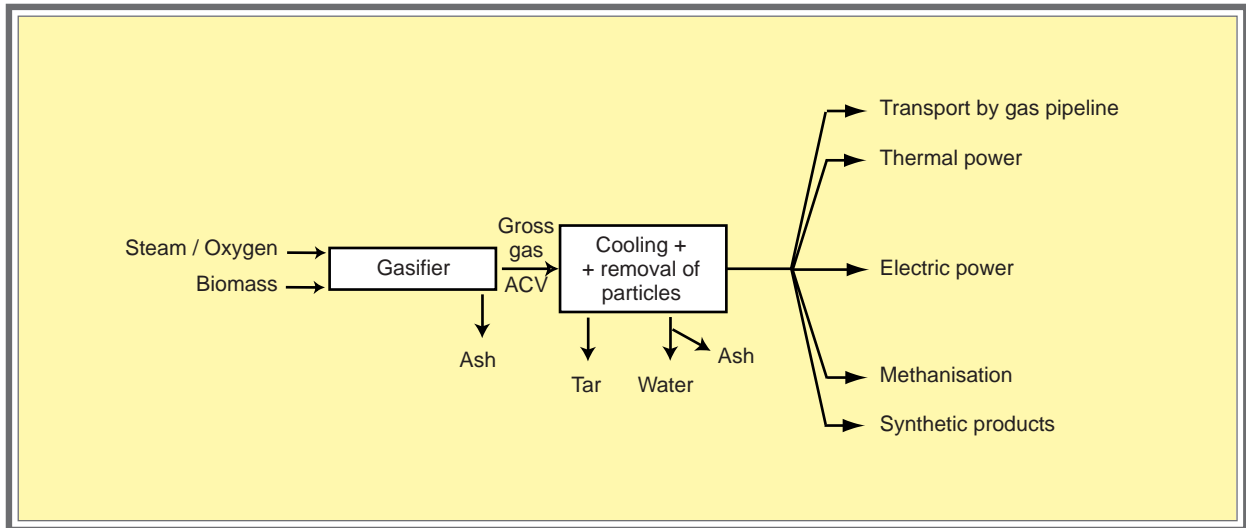 Steam / Oxygen
Biomass
Gasifier
Ash
Gross
gas
ACV
Cooling +
+ removal of
particles
Tar
Water
Ash
Transport by gas pipeline
Thermal power
Electric power
Methanisation
Synthetic products